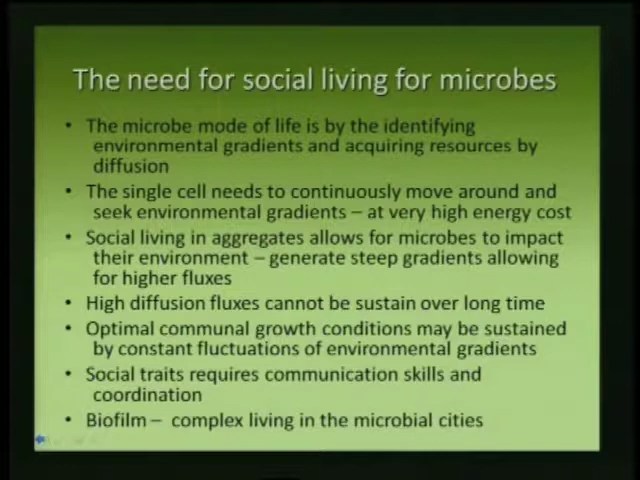 The need for social living for microbes
• The microbe mode of life is by the identifying
environmental gradients and acquiring resources by
diffusion
• The single cell needs to continuously move around and
seek environmental gradients – at very high energy cost
• Social living in aggregates allows for microbes to impact
their environment – generate steep gradients allowing
for higher fluxes
• High diffusion fluxes cannot be sustain over long time
• Optimal communal growth conditions may be sustained
by constant fluctuations of environmental gradients
• Social traits requires communication skills and
coordination
• Biofilm – complex living in the microbial cities